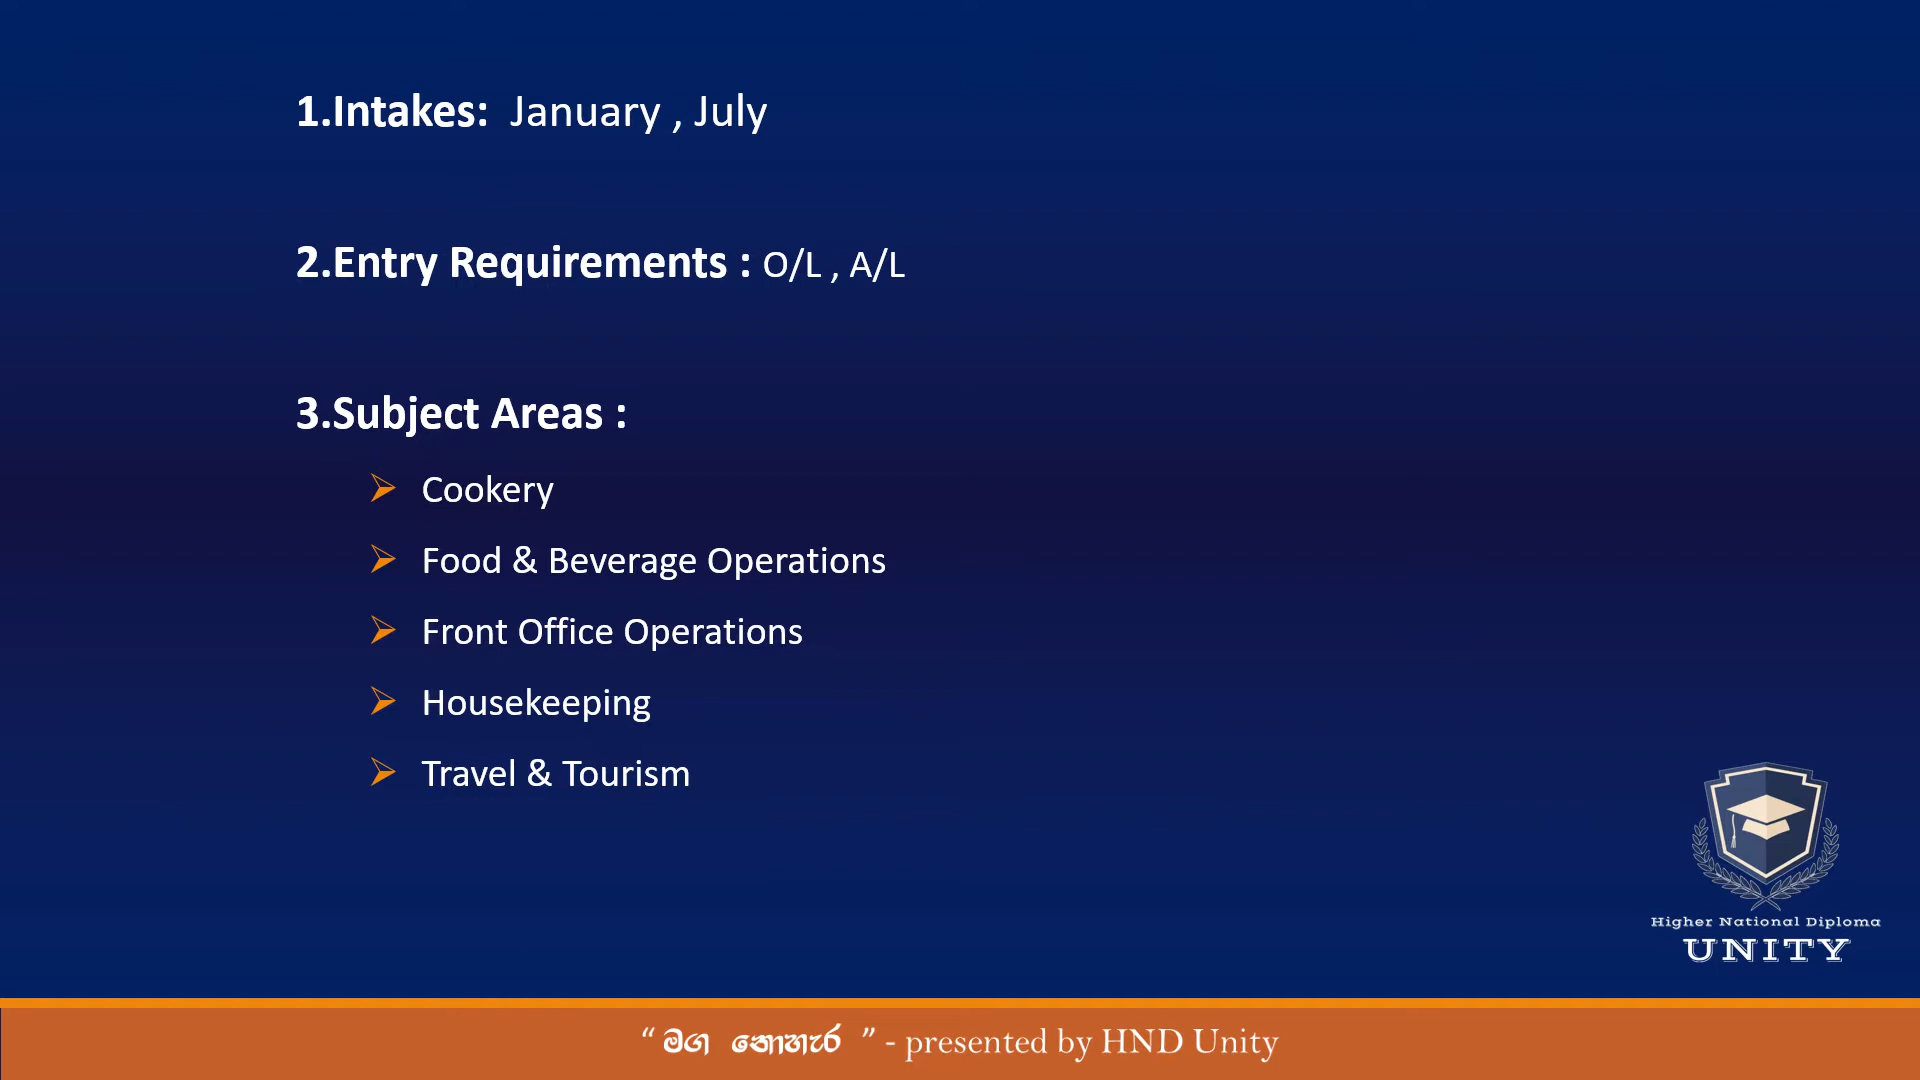 1.Intakes: January , July
2.Entry Requirements : O/L , A/L
3.Subject Areas :
Cookery
Food & Beverage Operations
Front Office Operations
Housekeeping
Travel & Tourism
Higher National Diploma
UNITY
“ මග නොහැර ” - presented by HND Unity